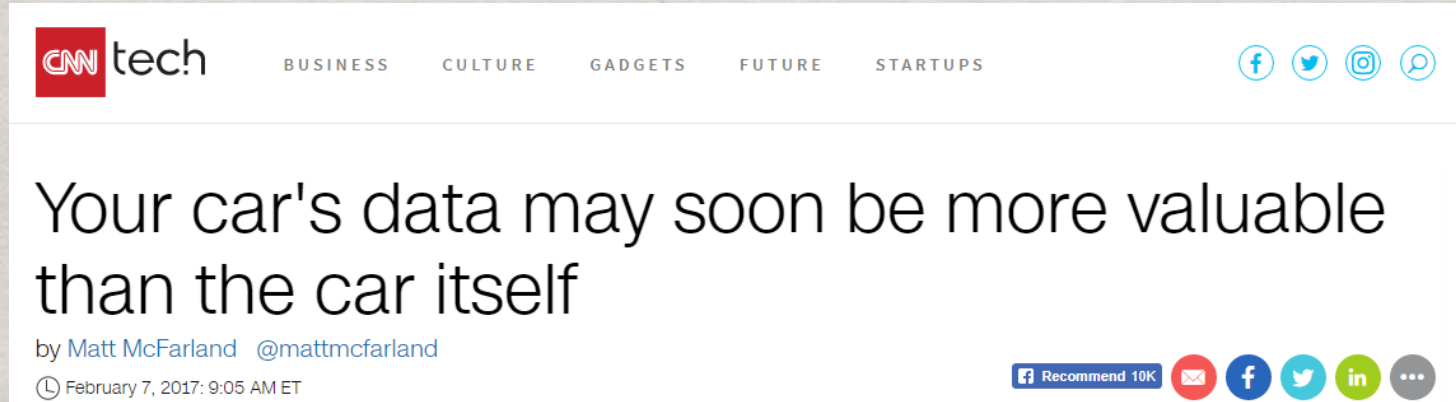 CNN tech BUSINESS CULTURE GADGETS FUTURE STARTUPS
Your car's data may soon be more valuable
than the car itself
by Matt McFarland @mattmcfarland
February 7, 2017: 9:05 AM ET
Recommend 10K